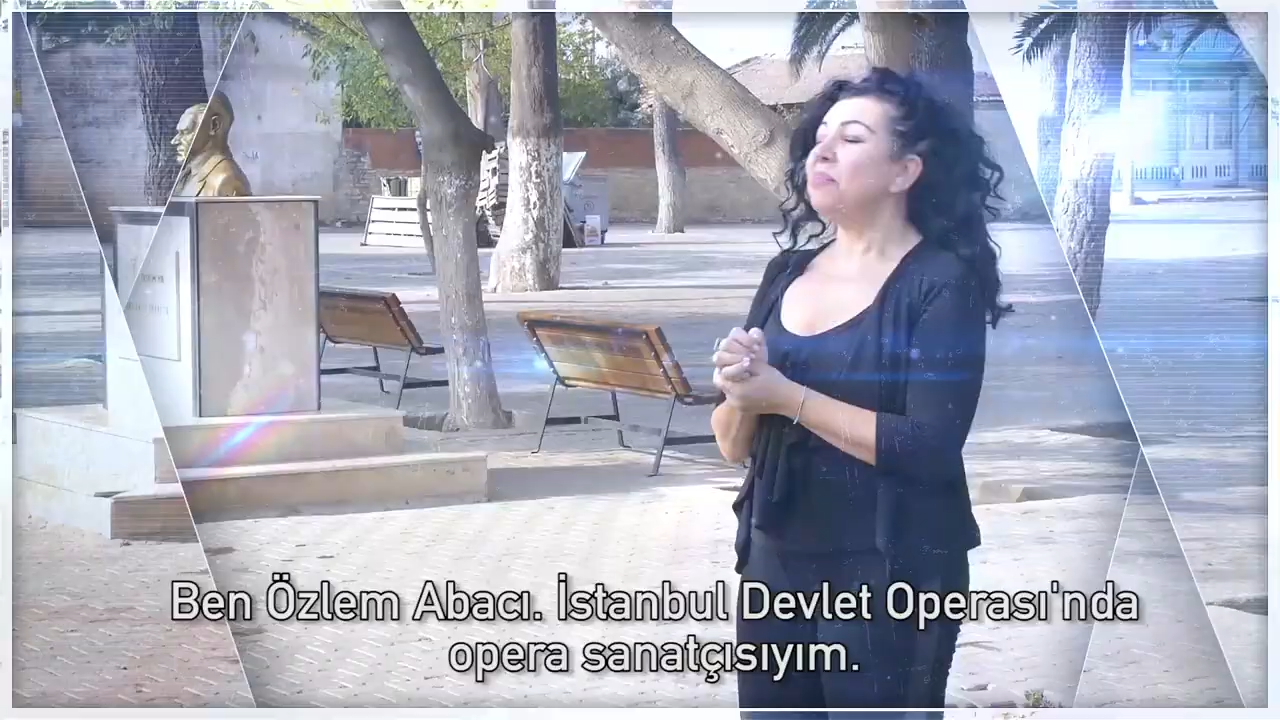 Ben Özlem Abacı. İstanbul Devlet Operası'nda
opera sanatçısıyım.